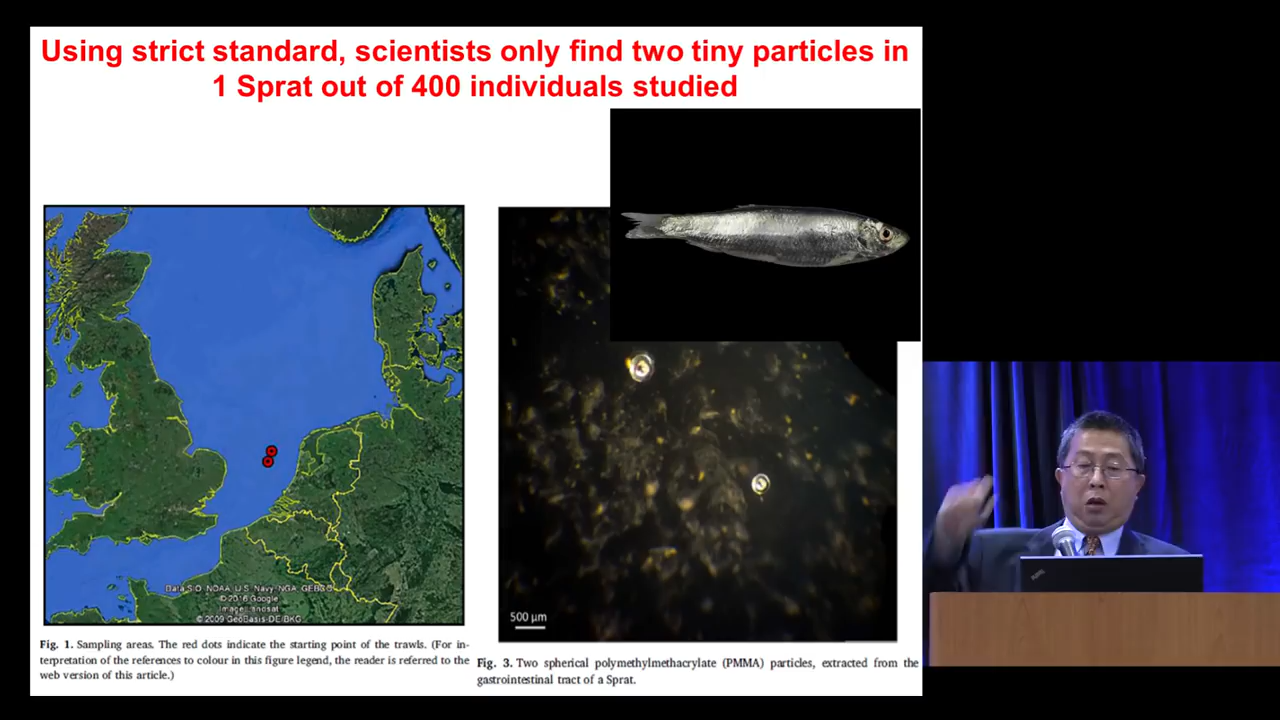 Using strict standard, scientists only find two tiny particles in
1 Sprat out of 400 individuals studied
Data SIO, NOAA, U.S. Navy, NGA, GEBCO
© 2016 Google
Image Landsat
© 2009 GeoBasis-DE/BKG
500 µm
Fig. 1. Sampling areas. The red dots indicate the starting point of the trawls. (For in-
terpretation of the references to colour in this figure legend, the reader is referred to the
web version of this article.)
Fig. 3. Two spherical polymethylmethacrylate (PMMA) particles, extracted from the
gastrointestinal tract of a Sprat.